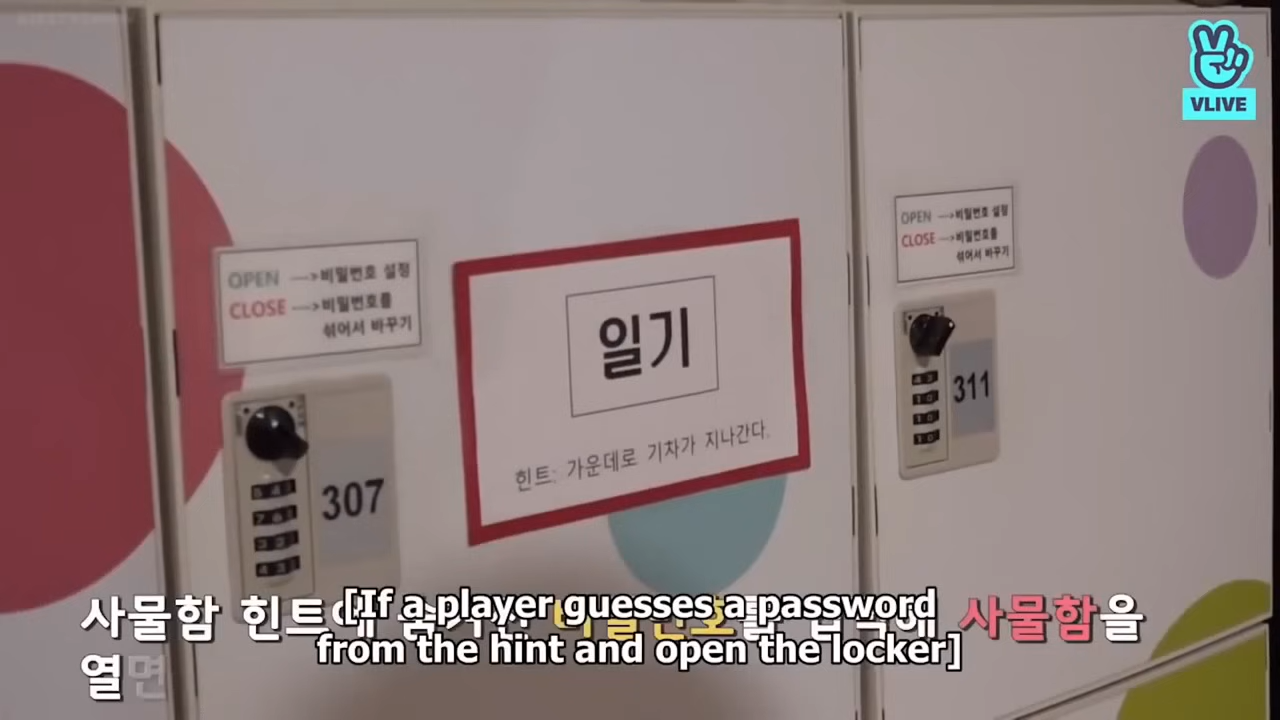 VLIVE
OPEN —>비밀번호 설정
CLOSE —>비밀번호를
섞어서 바꾸기
307
일기
힌트: 가운데로 기차가 지나간다.
OPEN —>비밀번호 설정
CLOSE —>비밀번호를
섞어서 바꾸기
311
사물함 힌트에 사물함을
열면
[If a player guesses a password
from the hint and open the locker]